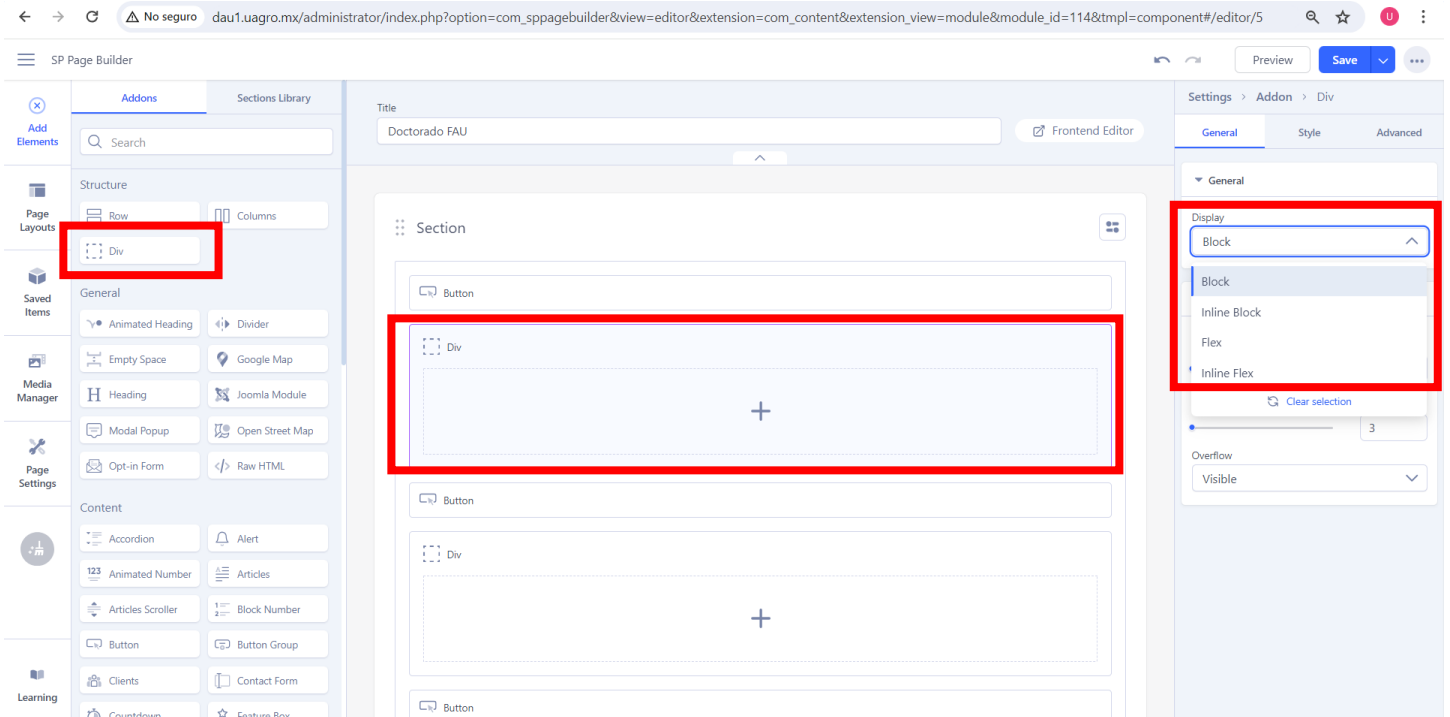 No seguro
dau1.uagro.mx/administrator/index.php?option=com_sppagebuilder&view=editor&extension=com_content&extension_view=module&module_id=114&tmpl=component#/editor/5
U
SP Page Builder
Preview
Save
Add Elements
Page Layouts
Saved Items
Media Manager
Page Settings
Learning
Addons
Sections Library
Search
Structure
Row
Columns
Div
General
Animated Heading
Divider
Empty Space
Google Map
Heading
Joomla Module
Modal Popup
Open Street Map
Opt-in Form
Raw HTML
Content
Accordion
Alert
123 Animated Number
Articles
Articles Scroller
Block Number
Button
Button Group
Clients
Contact Form
Countdown
Feature Box
Title
Doctorado FAU
Frontend Editor
Section
Button
Div
Button
Div
Button
Settings > Addon > Div
General
Style
Advanced
General
Display
Block
Block
Inline Block
Flex
Inline Flex
Clear selection
3
Overflow
Visible